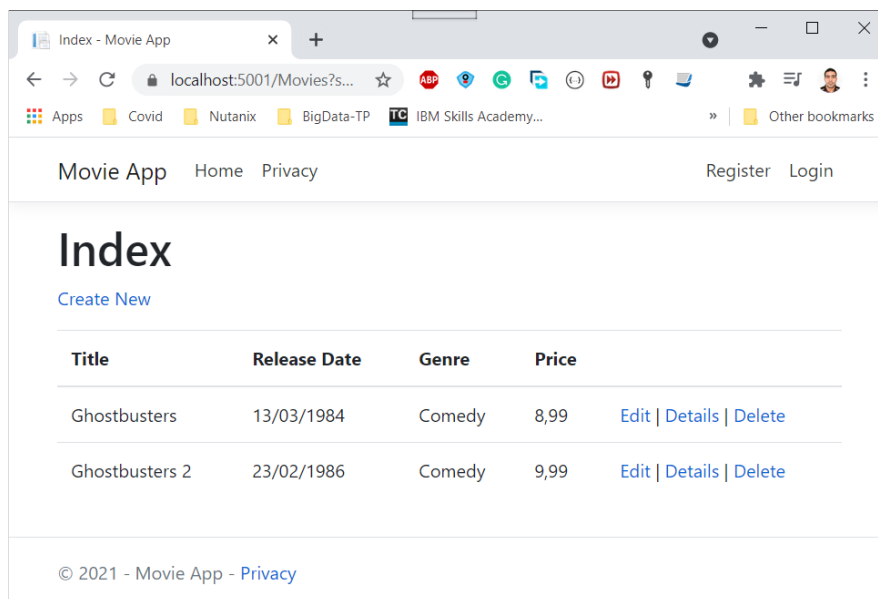 Index - Movie App
localhost:5001/Movies?s... ABP
Apps Covid Nutanix BigData-TP TC IBM Skills Academy... » Other bookmarks
Movie App Home Privacy Register Login
Index
Create New
Title Release Date Genre Price
Ghostbusters 13/03/1984 Comedy 8,99 Edit | Details | Delete
Ghostbusters 2 23/02/1986 Comedy 9,99 Edit | Details | Delete
© 2021 - Movie App - Privacy